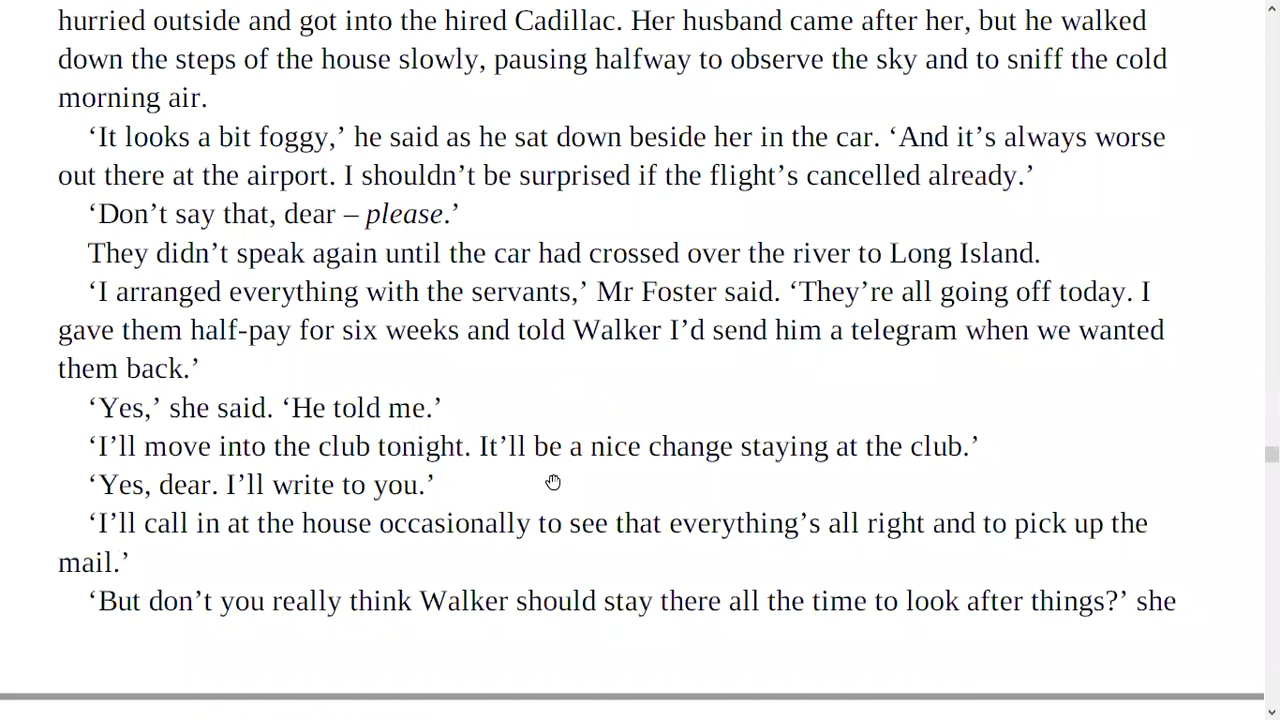 hurried outside and got into the hired Cadillac. Her husband came after her, but he walked
down the steps of the house slowly, pausing halfway to observe the sky and to sniff the cold
morning air.
‘It looks a bit foggy,’ he said as he sat down beside her in the car. ‘And it’s always worse
out there at the airport. I shouldn’t be surprised if the flight’s cancelled already.’
‘Don’t say that, dear – please.’
They didn’t speak again until the car had crossed over the river to Long Island.
‘I arranged everything with the servants,’ Mr Foster said. ‘They’re all going off today. I
gave them half-pay for six weeks and told Walker I’d send him a telegram when we wanted
them back.’
‘Yes,’ she said. ‘He told me.’
‘I’ll move into the club tonight. It’ll be a nice change staying at the club.’
‘Yes, dear. I’ll write to you.’
‘I’ll call in at the house occasionally to see that everything’s all right and to pick up the
mail.’
‘But don’t you really think Walker should stay there all the time to look after things?’ she